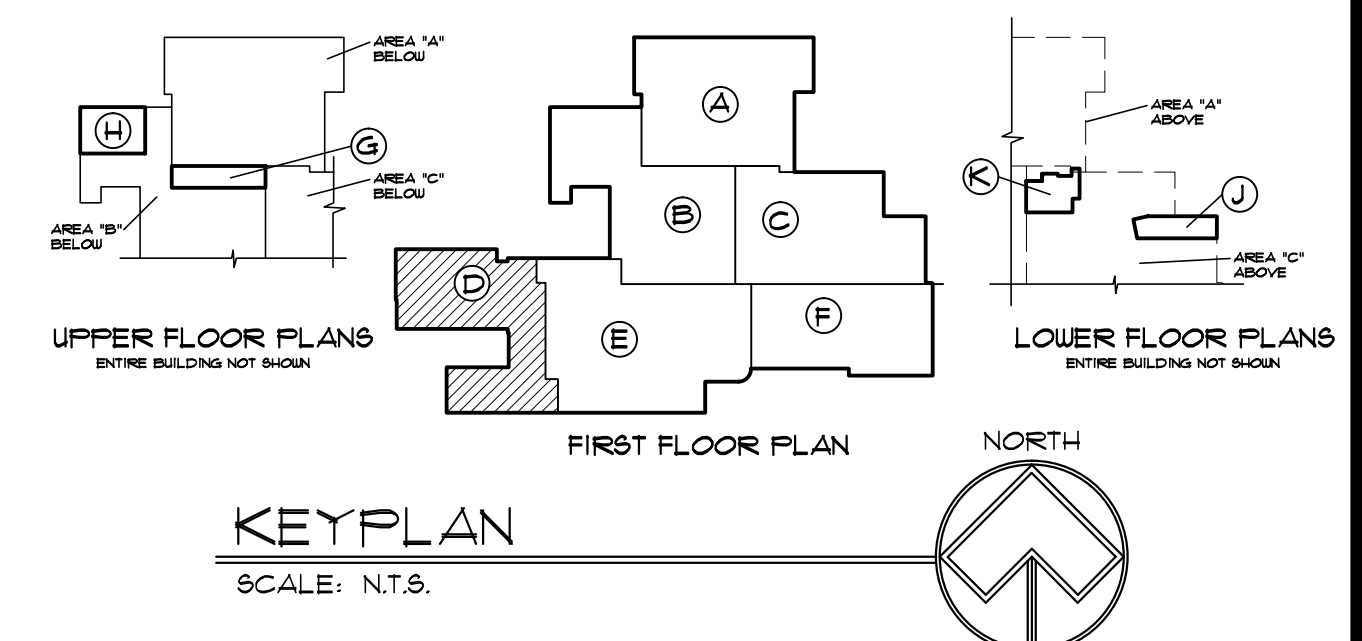 AREA "A"
BELOW
H
G
AREA "C"
BELOW
AREA "B"
BELOW
UPPER FLOOR PLANS
ENTIRE BUILDING NOT SHOWN
A
B
C
D
E
F
FIRST FLOOR PLAN
AREA "A"
ABOVE
K
J
AREA "C"
ABOVE
LOWER FLOOR PLANS
ENTIRE BUILDING NOT SHOWN
NORTH
KEYPLAN
SCALE: N.T.S.